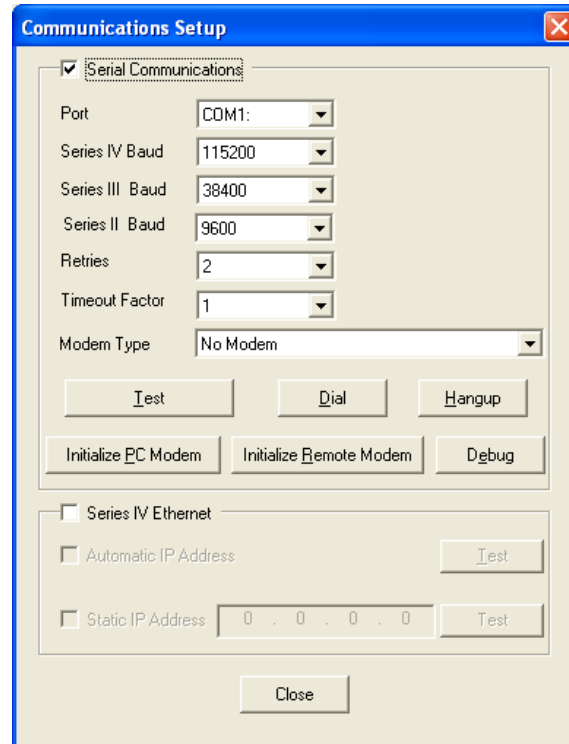 Communications Setup
Serial Communications
Port COM1:
Series IV Baud 115200
Series III Baud 38400
Series II Baud 9600
Retries 2
Timeout Factor 1
Modem Type No Modem
Test Dial Hangup
Initialize PC Modem Initialize Remote Modem Debug
Series IV Ethernet
Automatic IP Address Test
Static IP Address 0 . 0 . 0 . 0 Test
Close